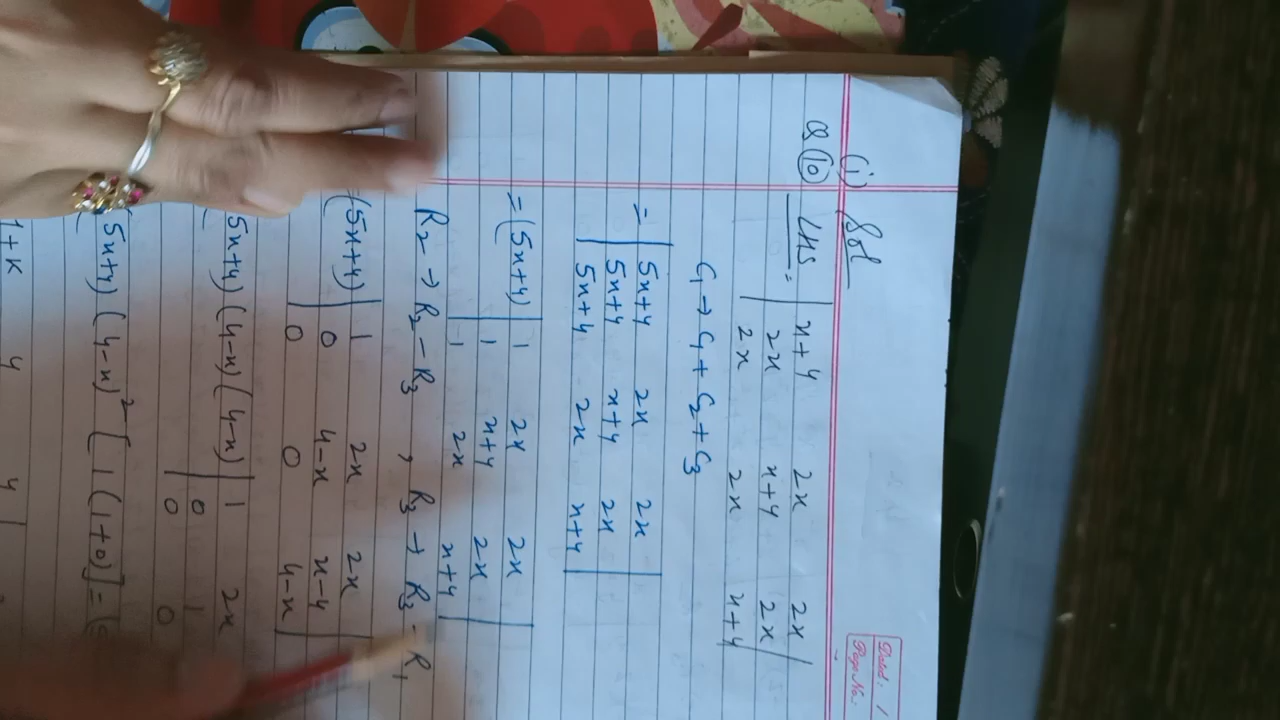 Dated: 1
Page No.:
(i) Sol
Q (10) LHS = | x+4 2x 2x |
2x x+4 2x
2x 2x x+4
C1 → C1 + C2 + C3
= | 5x+4 2x 2x |
5x+4 x+4 2x
5x+4 2x x+4
= (5x+4) | 1 2x 2x |
1 x+4 2x
1 2x x+4
R2 → R2 - R3 , R3 → R3 - R1
= (5x+4) | 1 2x 2x |
0 4-x x-4
0 0 4-x
(5x+4) (4-x) (4-x) | 1 2x
0 1
0 0
(5x+4) (4-x)² [ 1 (1+0)] =
1+K y y